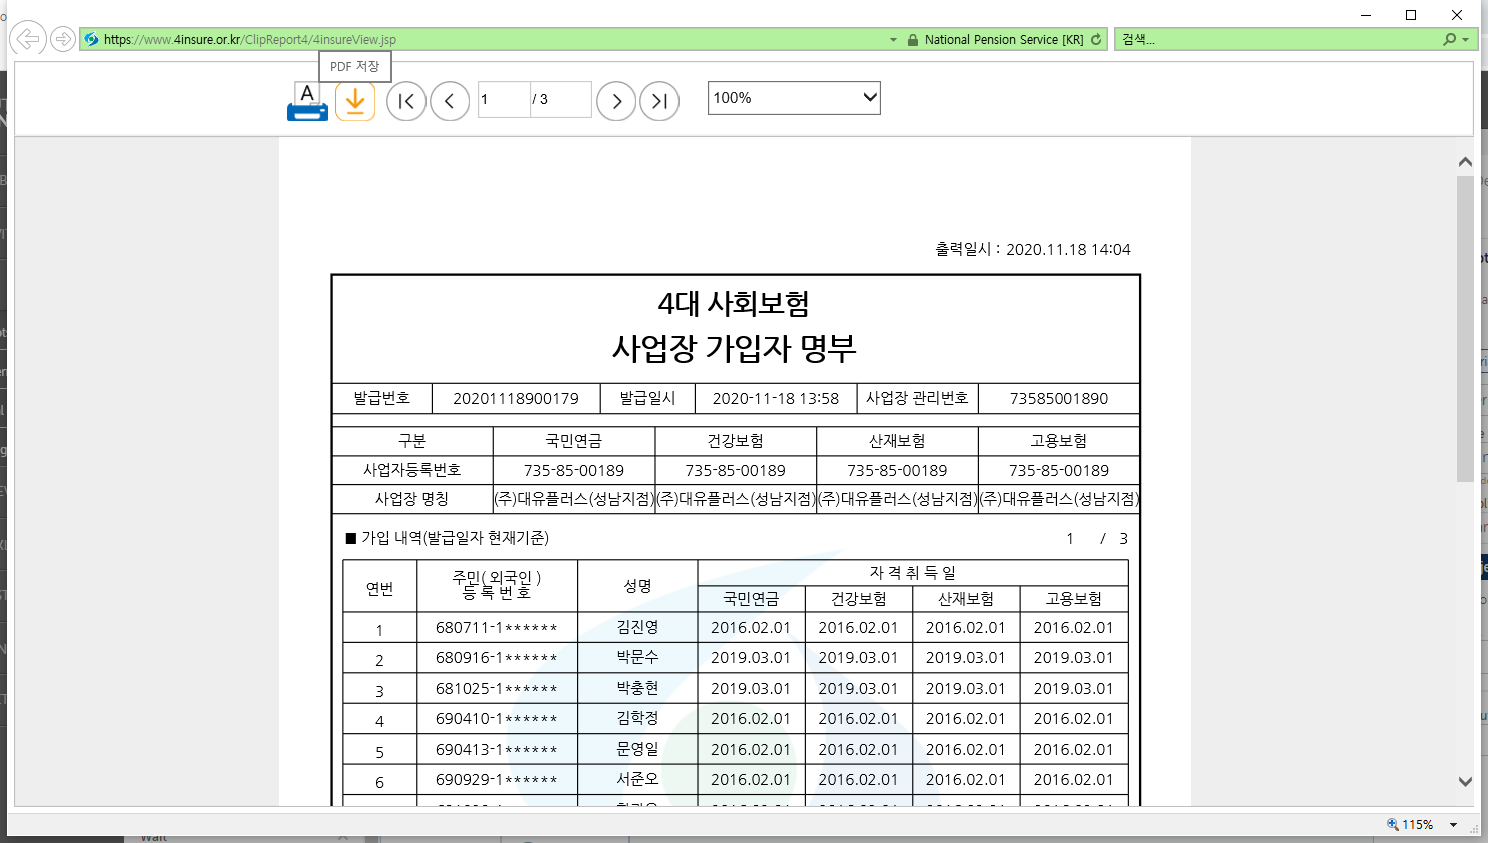 https://www.4insure.or.kr/ClipReport4/4insureView.jsp
National Pension Service [KR]
검색...
PDF 저장
A
1 / 3
100%
출력일시 : 2020.11.18 14:04
4대 사회보험
사업장 가입자 명부
발급번호 20201118900179 발급일시 2020-11-18 13:58 사업장 관리번호 73585001890
구분 국민연금 건강보험 산재보험 고용보험
사업자등록번호 735-85-00189 735-85-00189 735-85-00189 735-85-00189
사업장 명칭 (주)대유플러스(성남지점) (주)대유플러스(성남지점) (주)대유플러스(성남지점) (주)대유플러스(성남지점)
■ 가입 내역(발급일자 현재기준) 1 / 3
연번 주민( 외국인 ) 등 록 번 호 성명 자 격 취 득 일
국민연금 건강보험 산재보험 고용보험
1 680711-1****** 김진영 2016.02.01 2016.02.01 2016.02.01 2016.02.01
2 680916-1****** 박문수 2019.03.01 2019.03.01 2019.03.01 2019.03.01
3 681025-1****** 박충현 2019.03.01 2019.03.01 2019.03.01 2019.03.01
4 690410-1****** 김학정 2016.02.01 2016.02.01 2016.02.01 2016.02.01
5 690413-1****** 문영일 2016.02.01 2016.02.01 2016.02.01 2016.02.01
6 690929-1****** 서준오 2016.02.01 2016.02.01 2016.02.01 2016.02.01
115%
Wait